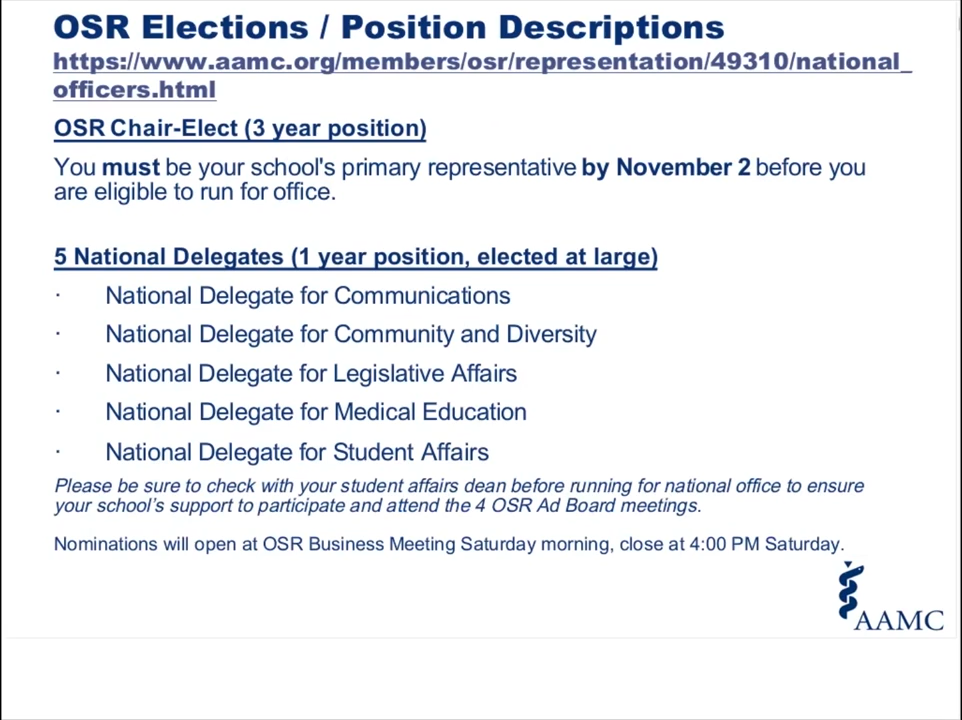 OSR Elections / Position Descriptions
https://www.aamc.org/members/osr/representation/49310/national_
officers.html
OSR Chair-Elect (3 year position)
You must be your school's primary representative by November 2 before you
are eligible to run for office.
5 National Delegates (1 year position, elected at large)
· National Delegate for Communications
· National Delegate for Community and Diversity
· National Delegate for Legislative Affairs
· National Delegate for Medical Education
· National Delegate for Student Affairs
Please be sure to check with your student affairs dean before running for national office to ensure
your school’s support to participate and attend the 4 OSR Ad Board meetings.
Nominations will open at OSR Business Meeting Saturday morning, close at 4:00 PM Saturday.
AAMC